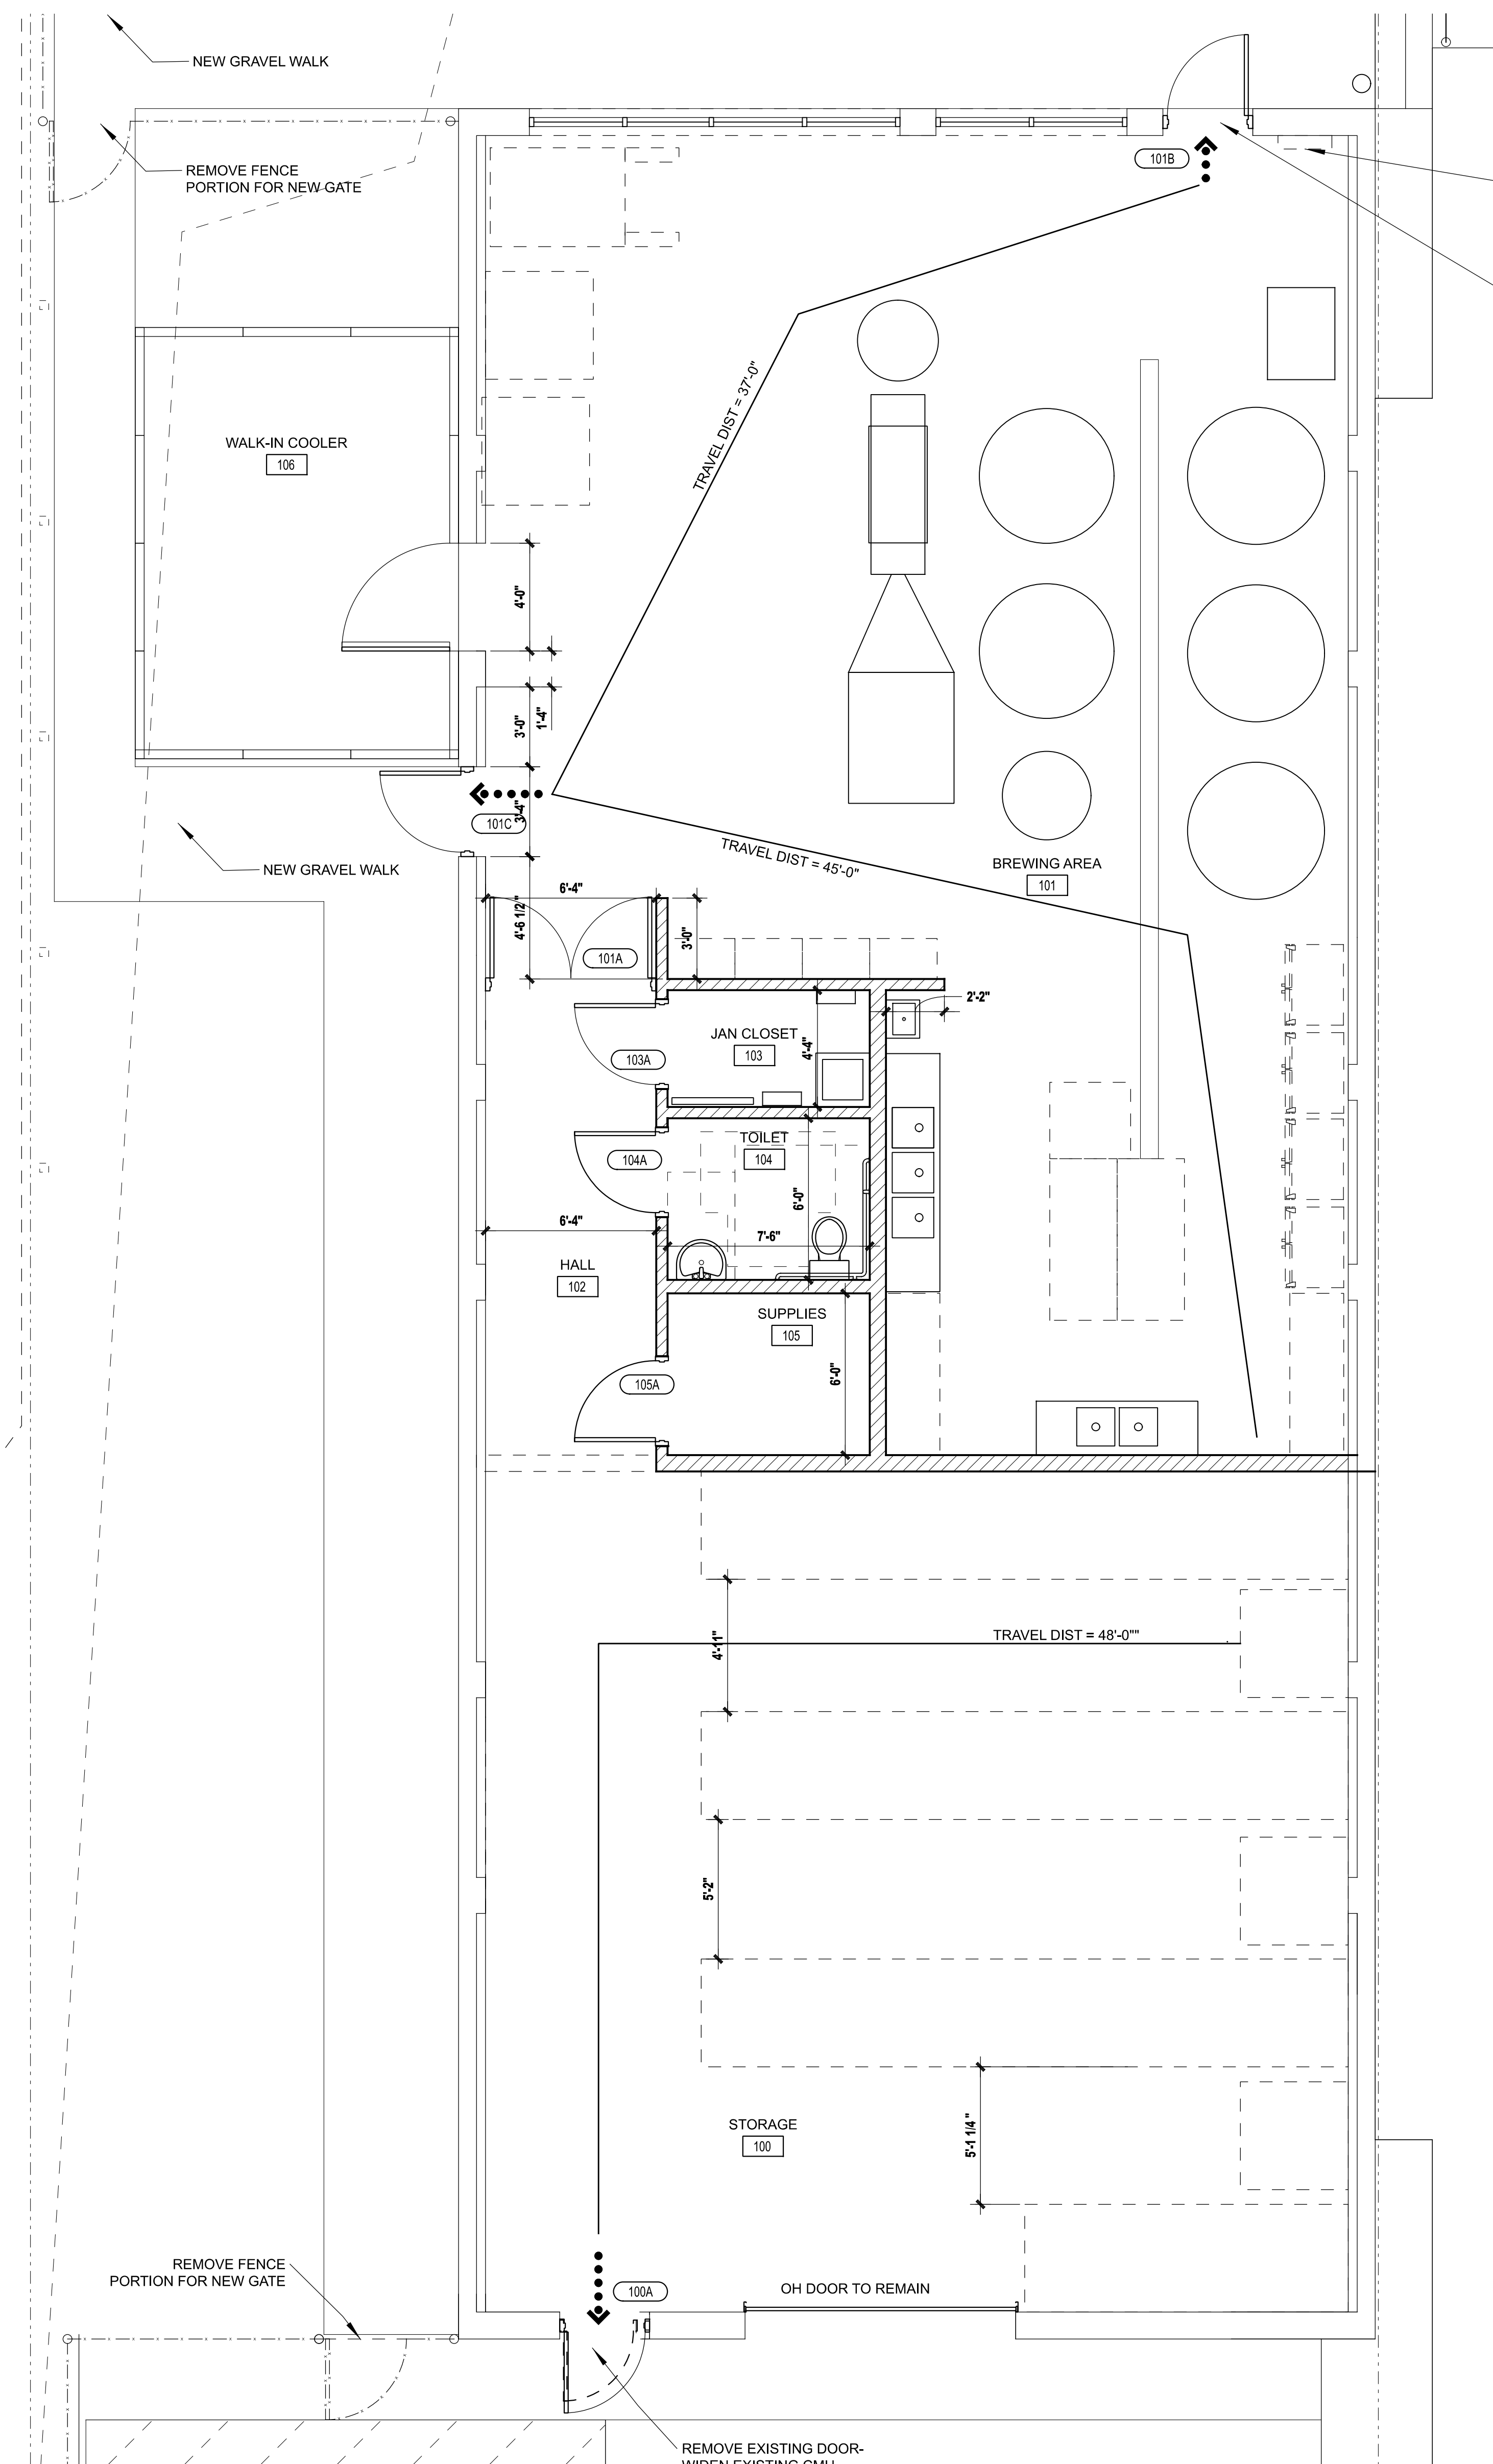 NEW GRAVEL WALK
REMOVE FENCE
PORTION FOR NEW GATE
101B
TRAVEL DIST = 37'-0"
WALK-IN COOLER
106
4'-0"
3'-0"
1'-4"
3'-4"
101C
NEW GRAVEL WALK
TRAVEL DIST = 45'-0"
BREWING AREA
101
6'-4"
4'-6 1/2"
3'-0"
101A
2'-2"
JAN CLOSET
103
4'-4"
103A
TOILET
104
104A
6'-0"
6'-4"
7'-6"
HALL
102
SUPPLIES
105
6'-0"
105A
TRAVEL DIST = 48'-0""
4'-11"
5'-2"
STORAGE
100
5'-1 1/4 "
REMOVE FENCE
PORTION FOR NEW GATE
100A
OH DOOR TO REMAIN
REMOVE EXISTING DOOR-
WIDEN EXISTING CMU